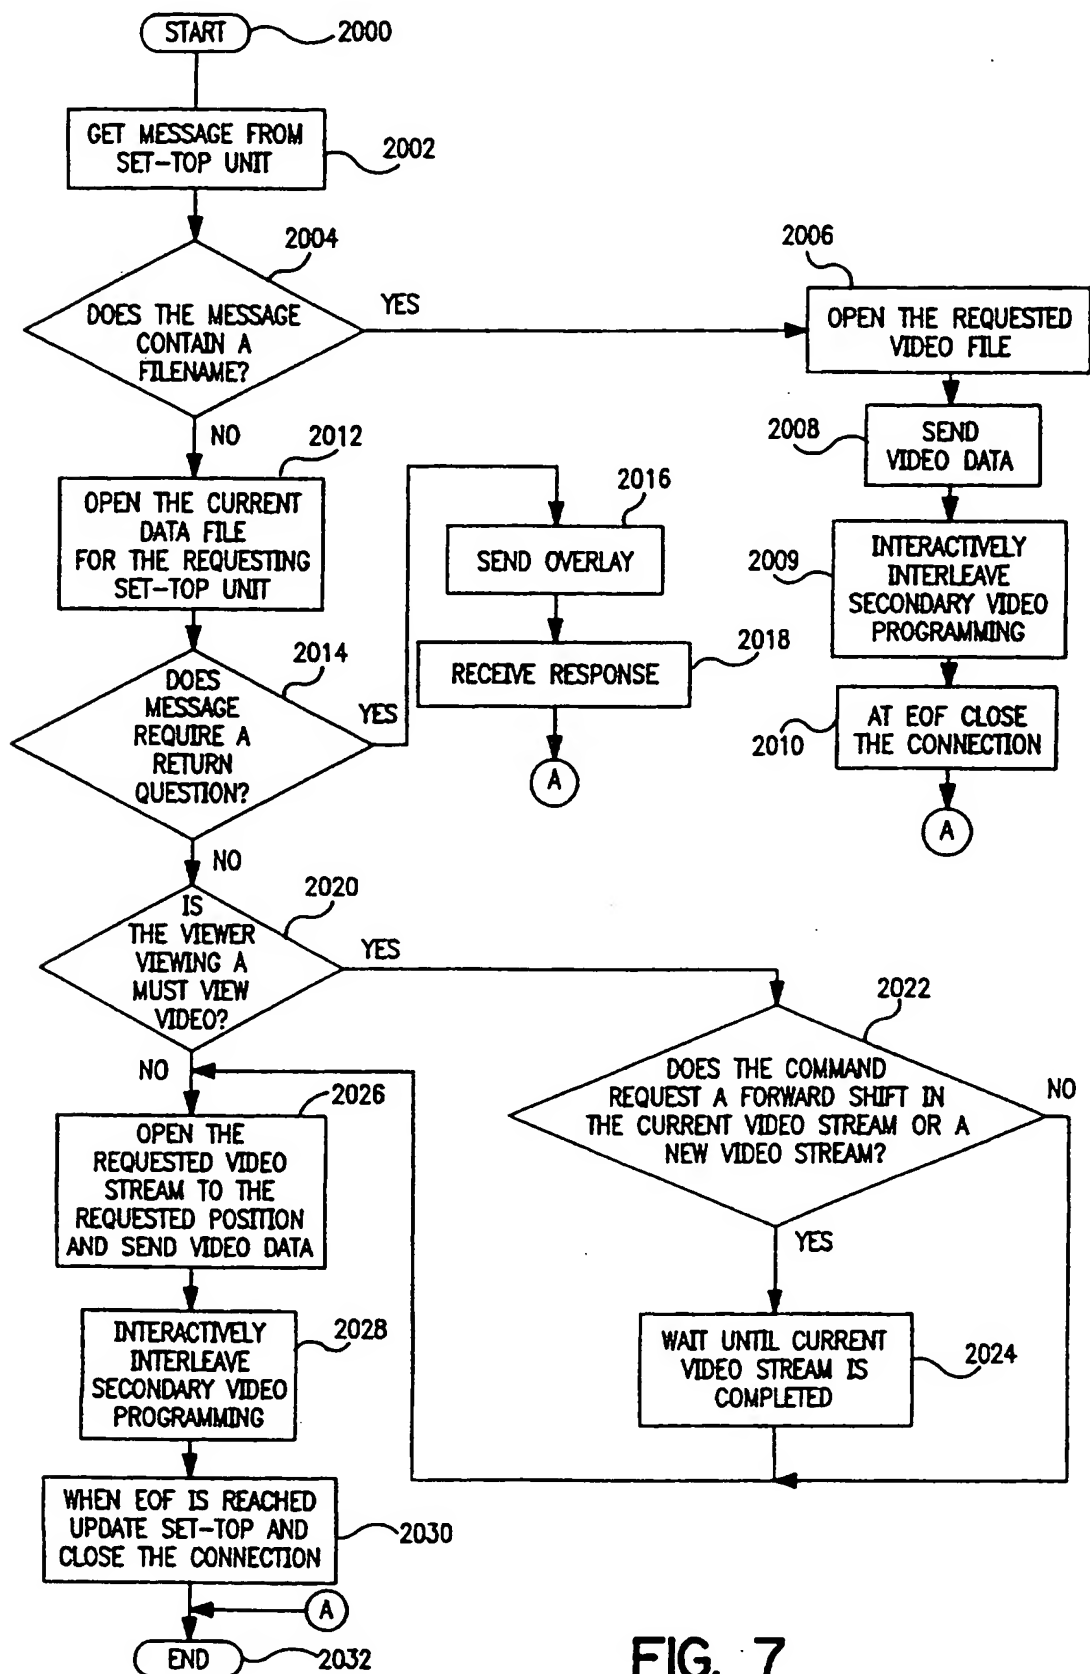 START
2000
GET MESSAGE FROM
SET-TOP UNIT
2002
2004
DOES THE MESSAGE
CONTAIN A
FILENAME?
YES
2006
OPEN THE REQUESTED
VIDEO FILE
NO
2008
SEND
VIDEO DATA
2012
OPEN THE CURRENT
DATA FILE
FOR THE REQUESTING
SET-TOP UNIT
2016
SEND OVERLAY
2009
INTERACTIVELY
INTERLEAVE
SECONDARY VIDEO
PROGRAMMING
2014
DOES
MESSAGE
REQUIRE A
RETURN
QUESTION?
YES
RECEIVE RESPONSE
2018
2010
AT EOF CLOSE
THE CONNECTION
A
A
NO
2020
IS
THE VIEWER
VIEWING A
MUST VIEW
VIDEO?
YES
2022
DOES THE COMMAND
REQUEST A FORWARD SHIFT IN
THE CURRENT VIDEO STREAM OR A
NEW VIDEO STREAM?
NO
NO
2026
OPEN THE
REQUESTED VIDEO
STREAM TO THE
REQUESTED POSITION
AND SEND VIDEO DATA
YES
2028
INTERACTIVELY
INTERLEAVE
SECONDARY VIDEO
PROGRAMMING
WAIT UNTIL CURRENT
VIDEO STREAM IS
COMPLETED
2024
WHEN EOF IS REACHED
UPDATE SET-TOP AND
CLOSE THE CONNECTION
2030
A
END
2032
FIG. 7